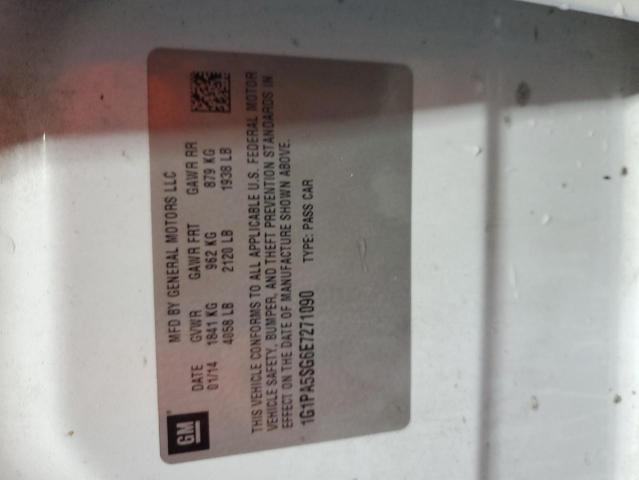 GM
MFD BY GENERAL MOTORS LLC
DATE GVWR GAWR FRT GAWR RR
01/14 1841 KG 962 KG 879 KG
4058 LB 2120 LB 1938 LB
THIS VEHICLE CONFORMS TO ALL APPLICABLE U.S. FEDERAL MOTOR
VEHICLE SAFETY, BUMPER, AND THEFT PREVENTION STANDARDS IN
EFFECT ON THE DATE OF MANUFACTURE SHOWN ABOVE.
1G1PA5SG6E7271090 TYPE: PASS CAR